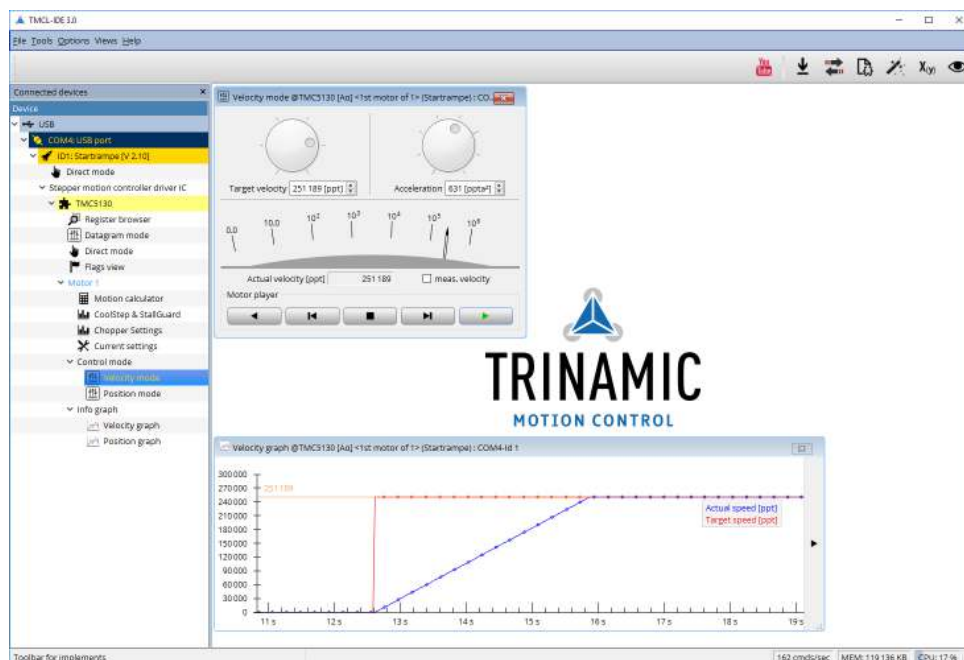 TMCL-IDE 3.0
File Tools Options Views Help
You Tube
X(y)
Connected devices
Device
USB
COM4: USB port
ID1: Startrampe [V 2.10]
Direct mode
Stepper motion controller driver IC
TMC5130
Register browser
Datagram mode
Direct mode
Flags view
Motor 1
Motion calculator
CoolStep & StallGuard
Chopper Settings
Current settings
Control mode
Velocity mode
Position mode
Info graph
Velocity graph
Position graph
Velocity mode @TMC5130 [Aq] <1st motor of 1> (Startrampe) : CO...
Target velocity 251 189 [ppt]
Acceleration 631 [ppta²]
0.0 10.0 10² 10³ 10⁴ 10⁵ 10⁶
Actual velocity [ppt] 251 189 meas. velocity
Motor player
TRINAMIC
MOTION CONTROL
Velocity graph @TMC5130 [Aq] <1st motor of 1> (Startrampe) : COM4-Id 1
300 000
270 000
240 000
210 000
180 000
150 000
120 000
90 000
60 000
30 000
0
251 189
Actual speed [ppt]
Target speed [ppt]
11 s 12 s 13 s 14 s 15 s 16 s 17 s 18 s 19 s
Toolbar for implements
162 cmds/sec MEM: 119 136 KB CPU: 17 %